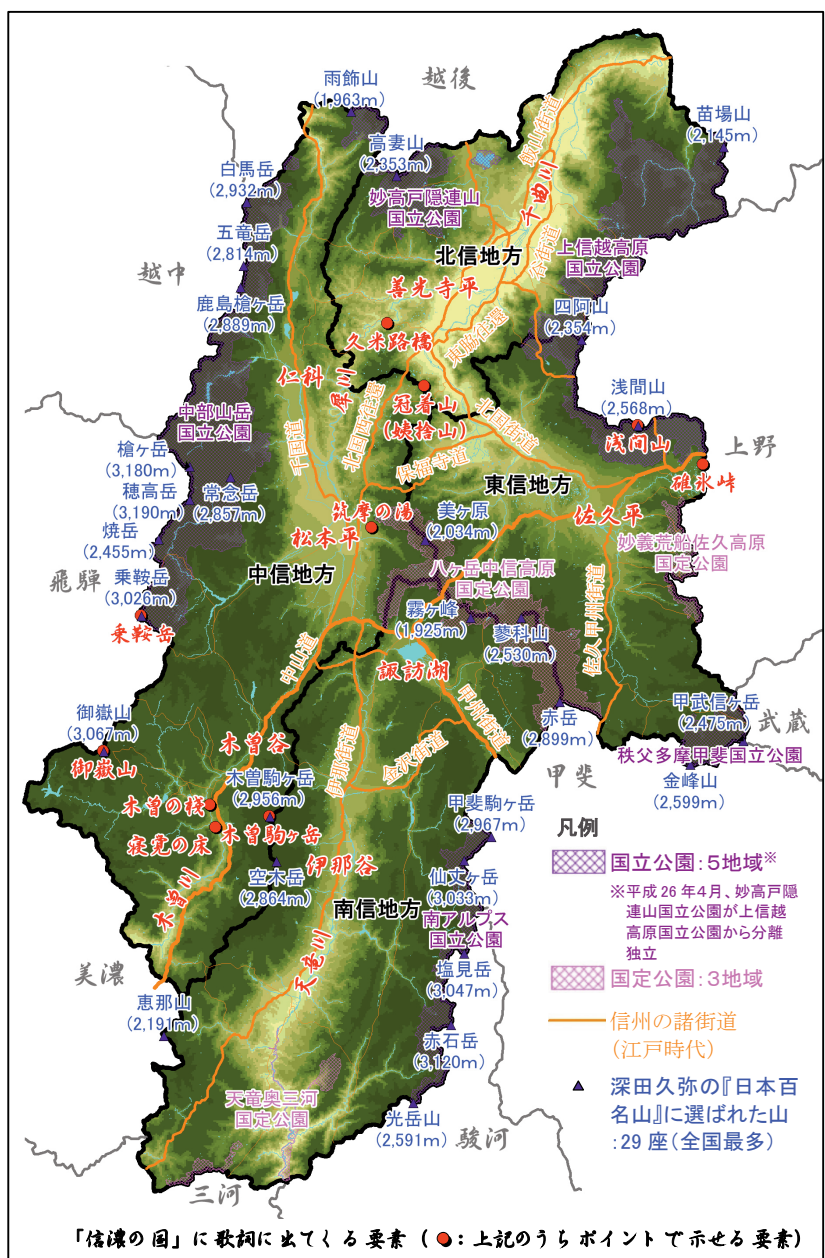 越後
雨飾山
(1,963m)
苗場山
(2,145m)
高妻山
(2,353m)
飯山街道
千曲川
白馬岳
(2,932m)
妙高戸隠連山
国立公園
五竜岳
(2,814m)
北信地方
谷街道
上信越高原
国立公園
越中
善光寺平
鹿島槍ヶ岳
(2,889m)
四阿山
(2,354m)
久米路橋
東脇往還
仁科
犀川
浅間山
(2,568m)
中部山岳
国立公園
冠着山
(姨捨山)
北国街道
浅间山
上野
千国道
北国西往還
保福寺道
碓氷峠
槍ヶ岳
(3,180m)
穂高岳
(3,190m)
常念岳
(2,857m)
東信地方
筑摩の湯
美ヶ原
(2,034m)
佐久平
焼岳
(2,455m)
松本平
妙義荒船佐久高原
国定公園
飛騨
乗鞍岳
(3,026m)
中信地方
八ヶ岳中信高原
国定公園
乗鞍岳
霧ヶ峰
(1,925m)
蓼科山
(2,530m)
佐久甲州街道
中山道
諏訪湖
甲州街道
御嶽山
(3,067m)
赤岳
(2,899m)
甲武信ヶ岳
(2,475m)
武蔵
御嶽山
木曽谷
伊那街道
金沢街道
秩父多摩甲斐国立公園
甲斐
金峰山
(2,599m)
木曽の桟
木曽駒ヶ岳
(2,956m)
甲斐駒ヶ岳
(2,967m)
寝覚の床
木曽駒ヶ岳
木曽川
空木岳
(2,864m)
伊那谷
仙丈ヶ岳
(3,033m)
南信地方
南アルプス
国立公園
天竜川
美濃
塩見岳
(3,047m)
恵那山
(2,191m)
赤石岳
(3,120m)
天竜奥三河
国定公園
光岳山
(2,591m)
駿河
三河
凡例
国立公園:5地域※
※平成26年4月、妙高戸隠
連山国立公園が上信越
高原国立公園から分離
独立
国定公園:3地域
信州の諸街道
(江戸時代)
深田久弥の『日本百
名山』に選ばれた山
:29座(全国最多)
「信濃の国」に歌詞に出てくる要素(●:上記のうちポイントで示せる要素)